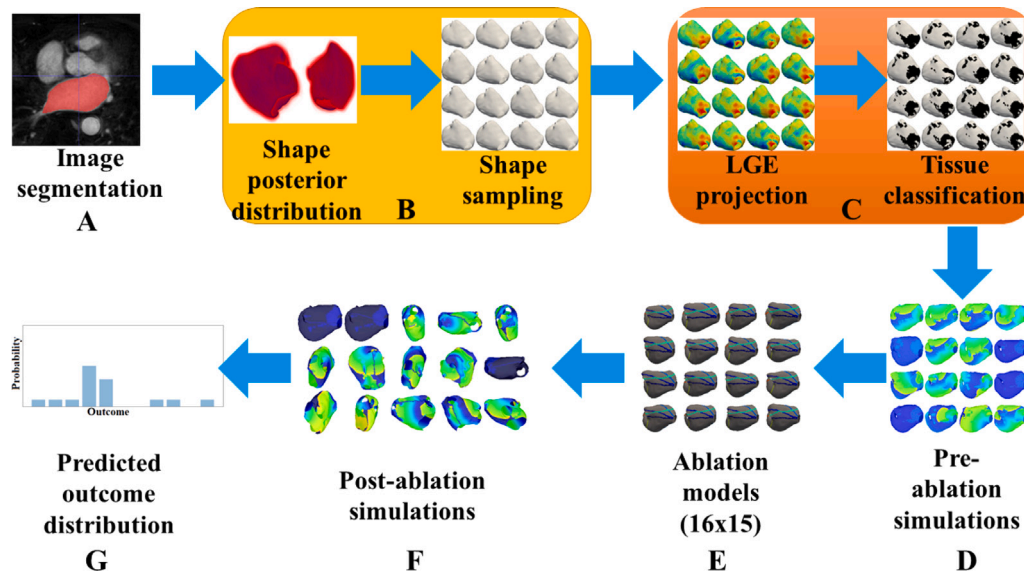 Image
segmentation
A
Shape
posterior
distribution
B
Shape
sampling
LGE
projection
C
Tissue
classification
Probability
Outcome
Predicted
outcome
distribution
G
Post-ablation
simulations
F
Ablation
models
(16x15)
E
Pre-
ablation
simulations
D